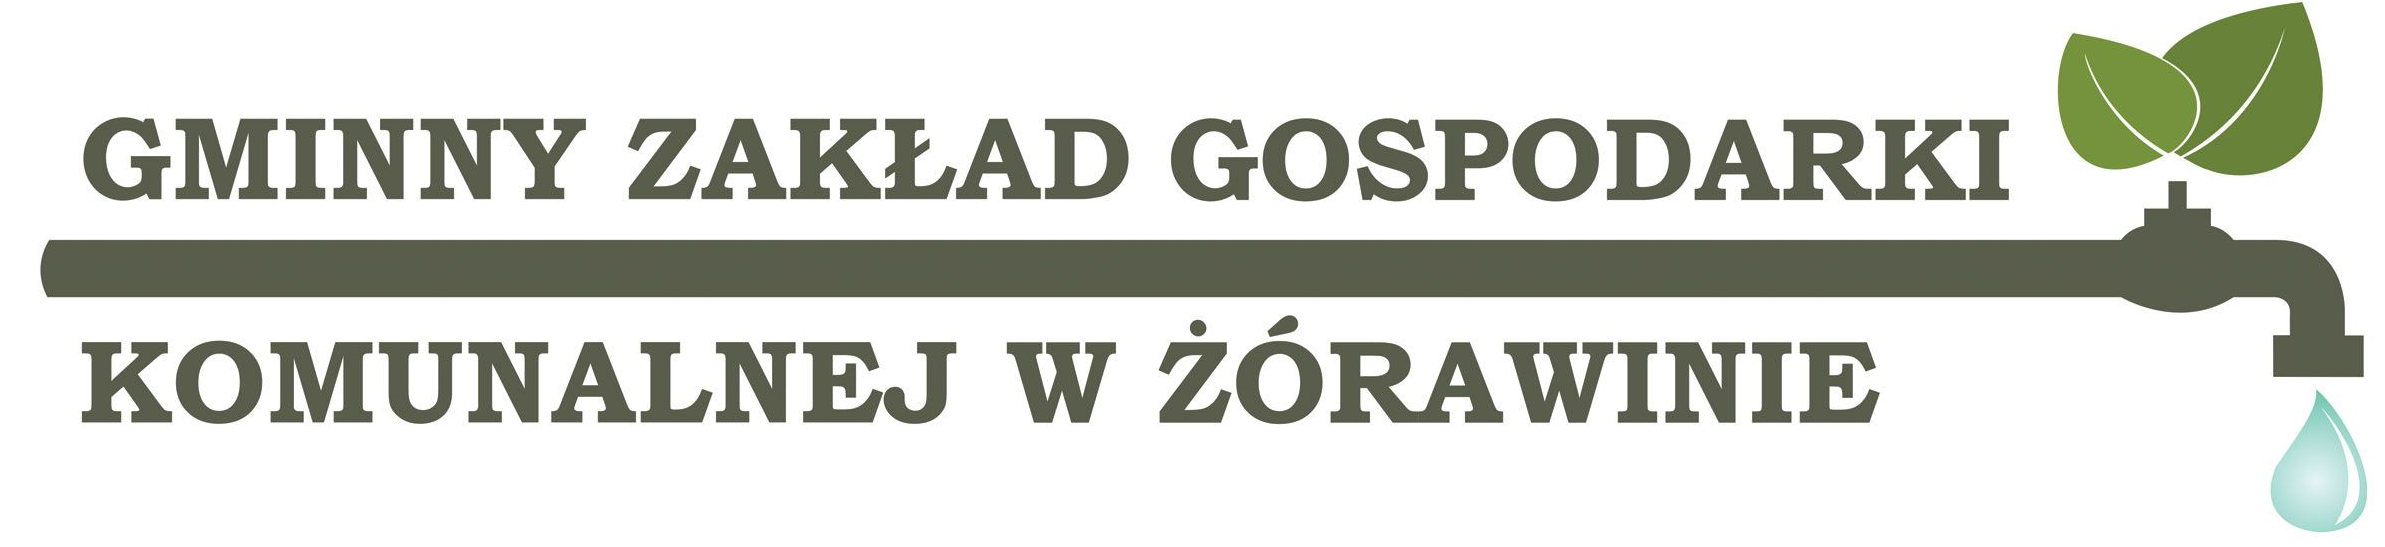 GMINNY ZAKŁAD GOSPODARKI
KOMUNALNEJ W ŻÓRAWINIE